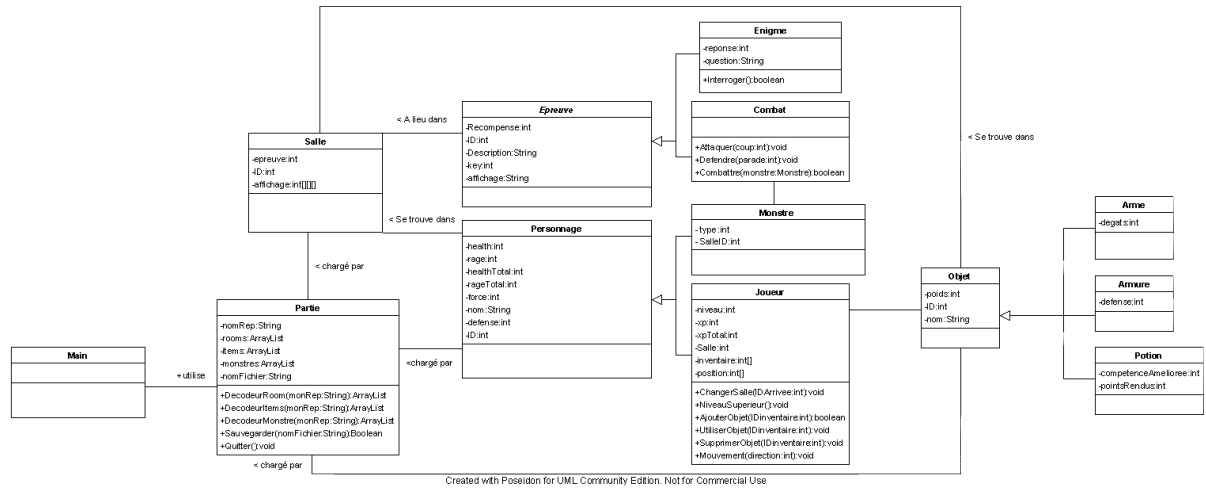 Enigme
-reponse:int
-question:String
+Interroger():boolean
< A lieu dans
Epreuve
-Recompense:int
-ID:int
-Description:String
-key:int
-affichage:String
Combat
+Attaquer(coup:int):void
+Defendre(parade:int):void
+Combattre(monstre:Monstre):boolean
< Se trouve dans
Salle
-epreuve:int
-ID:int
-affichage:int[][][]
< Se trouve dans
Personnage
-health:int
-rage:int
-healthTotal:int
-rageTotal:int
-force:int
-nom:String
-defense:int
-ID:int
Monstre
- type:int
- SalleID:int
Arme
-degats:int
< chargé par
Objet
-poids:int
-ID:int
-nom:String
Armure
-defense:int
Joueur
-niveau:int
-xp:int
-xpTotal:int
-Salle:int
-inventaire:int[]
-position:int[]
+ChangerSalle(IDArrivee:int):void
+NiveauSuperieur():void
+AjouterObjet(IDinventaire:int):boolean
+UtiliserObjet(IDinventaire:int):void
+SupprimerObjet(IDinventaire:int):void
+Mouvement(direction:int):void
Partie
-nomRep:String
-rooms:ArrayList
-items:ArrayList
-monstres:ArrayList
-nomFichier:String
+DecodeurRoom(monRep:String):ArrayList
+DecodeurItems(monRep:String):ArrayList
+DecodeurMonstre(monRep:String):ArrayList
+Sauvegarder(nomFichier:String):Boolean
+Quitter():void
Main
+utilise
<chargé par
Potion
-competenceAmelioree:int
-pointsRendus:int
< chargé par
Created with Poseidon for UML Community Edition. Not for Commercial Use.